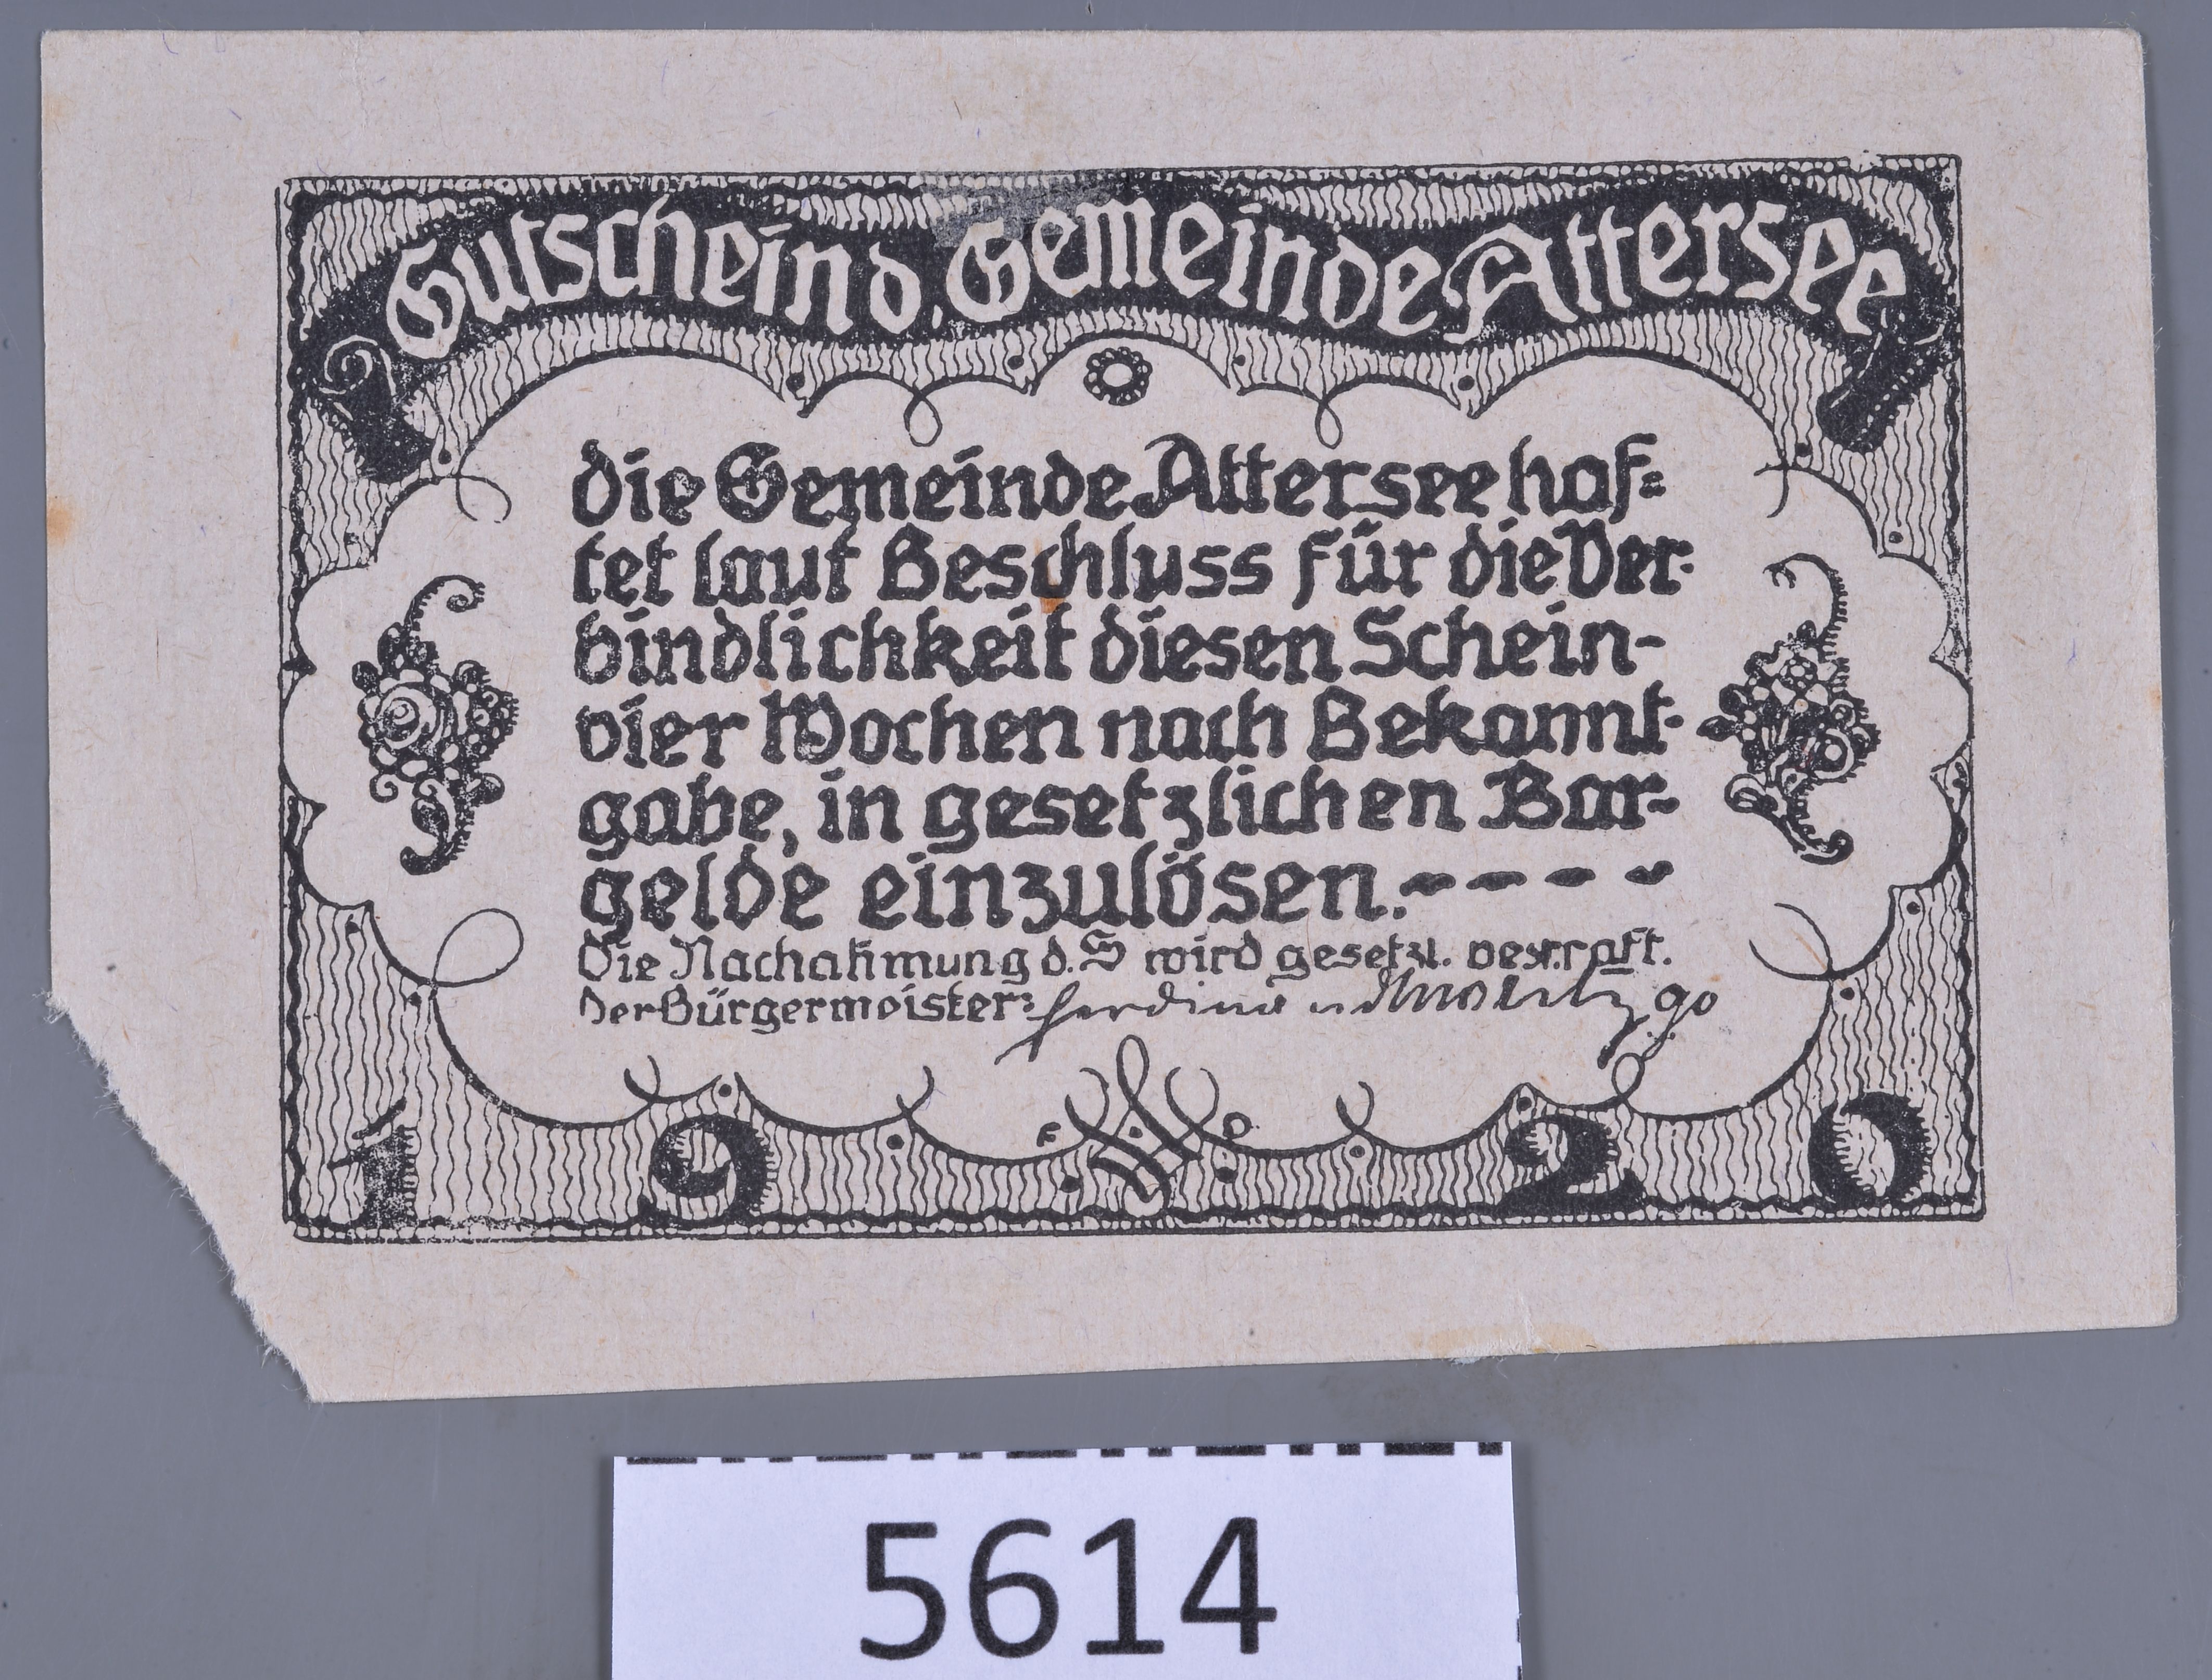 Gutschein d. Gemeinde Attersee
die Gemeinde Attersee haf=
tet laut Beschluss für die Ver-
bindlichkeit diesen Schein-
vier Wochen nach Bekannt-
gabe, in gesetzlichen Bar-
gelde einzulösen.----
Die Nachahmung d. S wird gesetzl. bestraft.
Der Bürgermeister: Ferdinand
F O
1920
5614